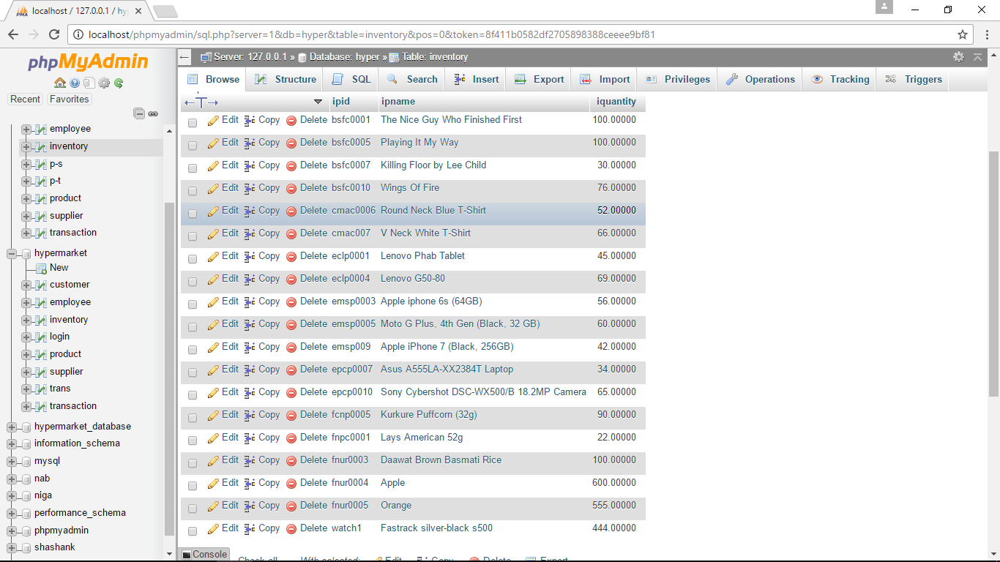 localhost / 127.0.0.1 / hy
localhost/phpmyadmin/sql.php?server=1&db=hyper&table=inventory&pos=0&token=8f411b0582df2705898388ceeee9bf81
phpMyAdmin
Recent Favorites
employee
inventory
p-s
p-t
product
supplier
transaction
hypermarket
New
customer
employee
inventory
login
product
supplier
trans
transaction
hypermarket_database
information_schema
mysql
nab
niga
performance_schema
phpmyadmin
shashank
Server: 127.0.0.1 » Database: hyper » Table: inventory
Browse Structure SQL Search Insert Export Import Privileges Operations Tracking Triggers
ipid ipname iquantity
Edit Copy Delete bsfc0001 The Nice Guy Who Finished First 100.00000
Edit Copy Delete bsfc0005 Playing It My Way 100.00000
Edit Copy Delete bsfc0007 Killing Floor by Lee Child 30.00000
Edit Copy Delete bsfc0010 Wings Of Fire 76.00000
Edit Copy Delete cmac0006 Round Neck Blue T-Shirt 52.00000
Edit Copy Delete cmac007 V Neck White T-Shirt 66.00000
Edit Copy Delete eclp0001 Lenovo Phab Tablet 45.00000
Edit Copy Delete eclp0004 Lenovo G50-80 69.00000
Edit Copy Delete emsp0003 Apple iphone 6s (64GB) 56.00000
Edit Copy Delete emsp0005 Moto G Plus, 4th Gen (Black, 32 GB) 60.00000
Edit Copy Delete emsp009 Apple iPhone 7 (Black, 256GB) 42.00000
Edit Copy Delete epcp0007 Asus A555LA-XX2384T Laptop 34.00000
Edit Copy Delete epcp0010 Sony Cybershot DSC-WX500/B 18.2MP Camera 65.00000
Edit Copy Delete fcnp0005 Kurkure Puffcorn (32g) 90.00000
Edit Copy Delete fnpc0001 Lays American 52g 22.00000
Edit Copy Delete fnur0003 Daawat Brown Basmati Rice 100.00000
Edit Copy Delete fnur0004 Apple 600.00000
Edit Copy Delete fnur0005 Orange 555.00000
Edit Copy Delete watch1 Fastrack silver-black s500 444.00000
Check all With selected: Edit Copy Delete Export
Console